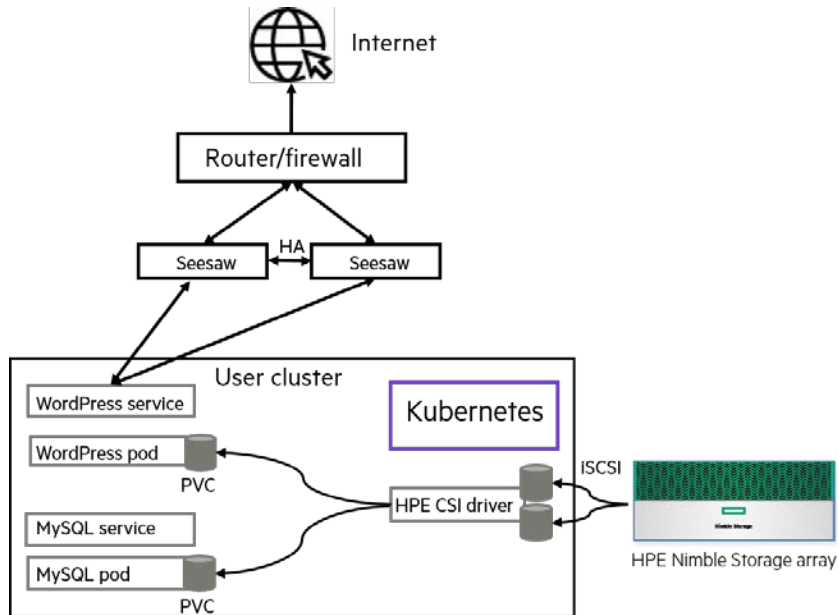 Internet
Router/firewall
HA
Seesaw
Seesaw
User cluster
WordPress service
Kubernetes
WordPress pod
PVC
iSCSI
HPE CSI driver
MySQL service
MySQL pod
PVC
Nimble Storage
HPE Nimble Storage array